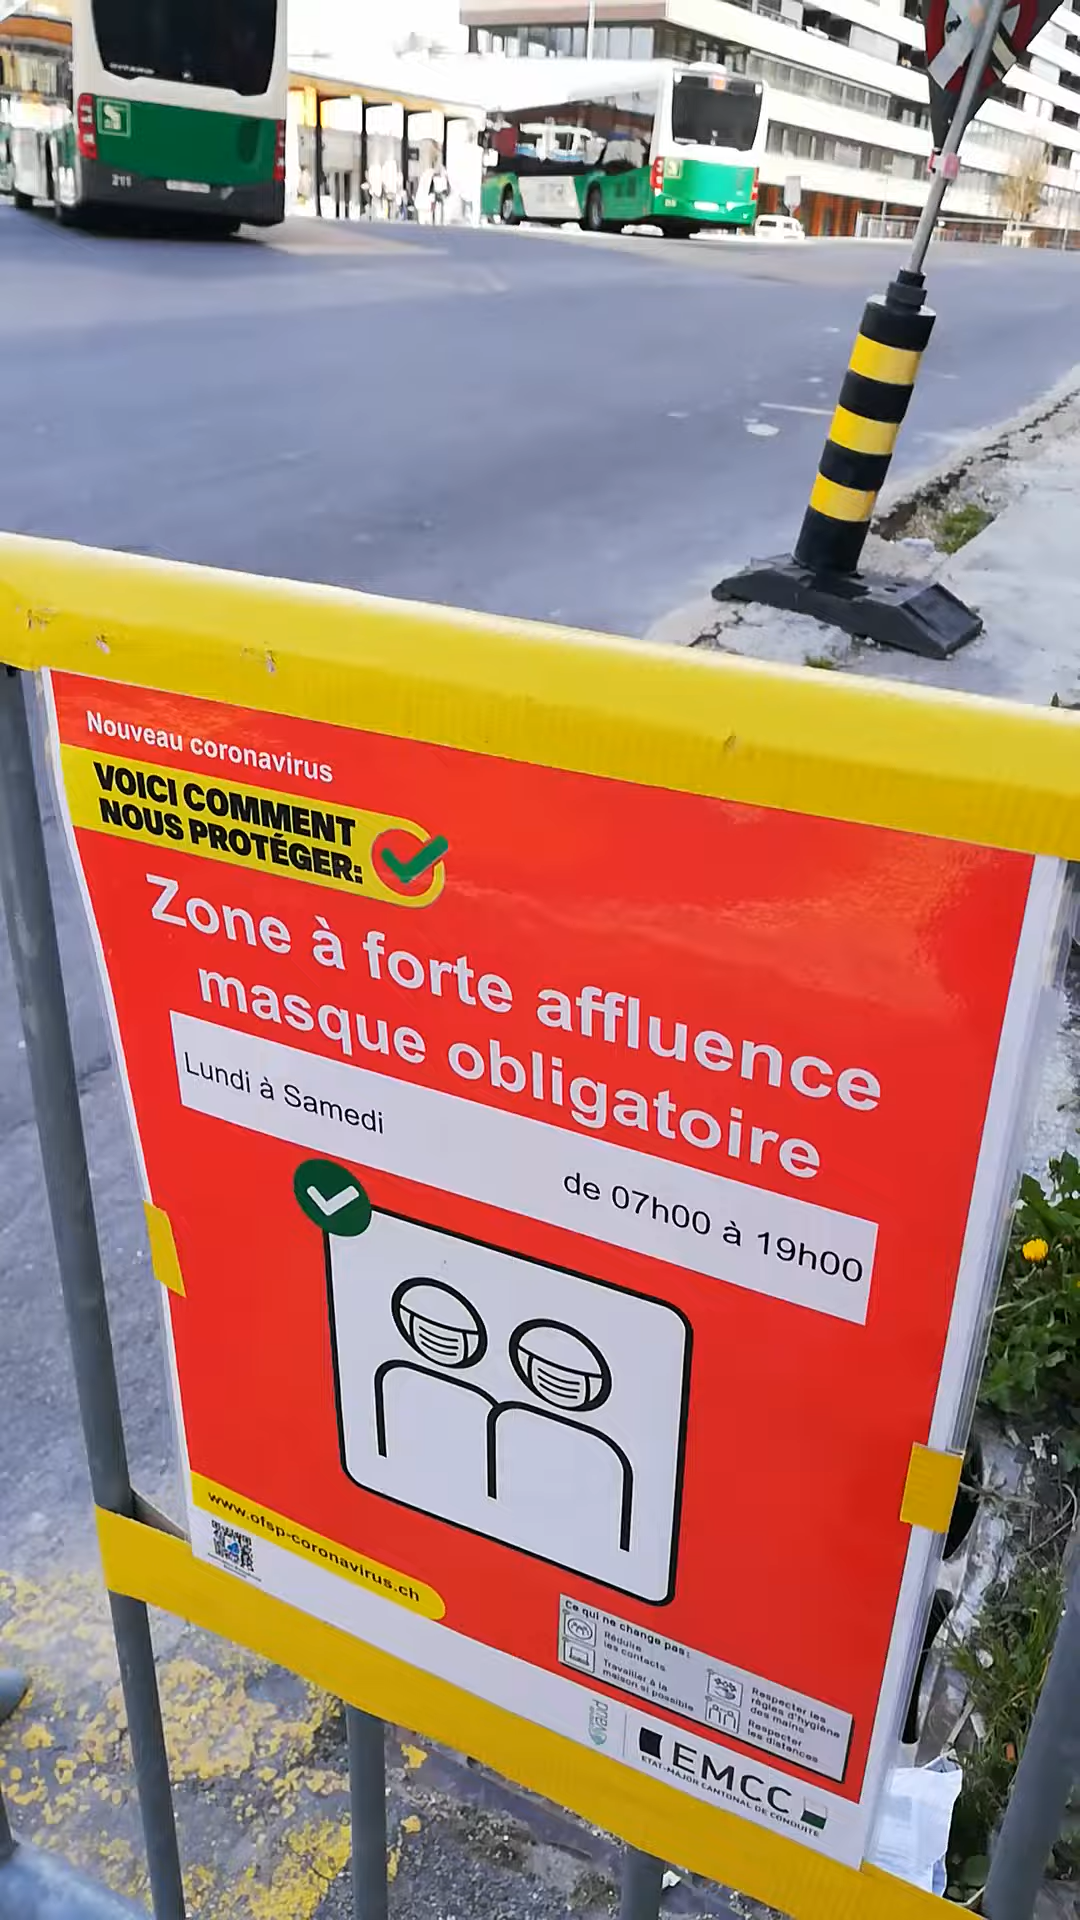 211
Nouveau coronavirus
VOICI COMMENT
NOUS PROTÉGER:
Zone à forte affluence
masque obligatoire
Lundi à Samedi
de 07h00 à 19h00
www.ofsp-coronavirus.ch
Ce qui ne change pas:
Réduire
les contacts
Travailler à la
maison si possible
Respecter les
règles d'hygiène
des mains
Respecter
les distances
vaud
EMCC
ETAT-MAJOR CANTONAL DE CONDUITE